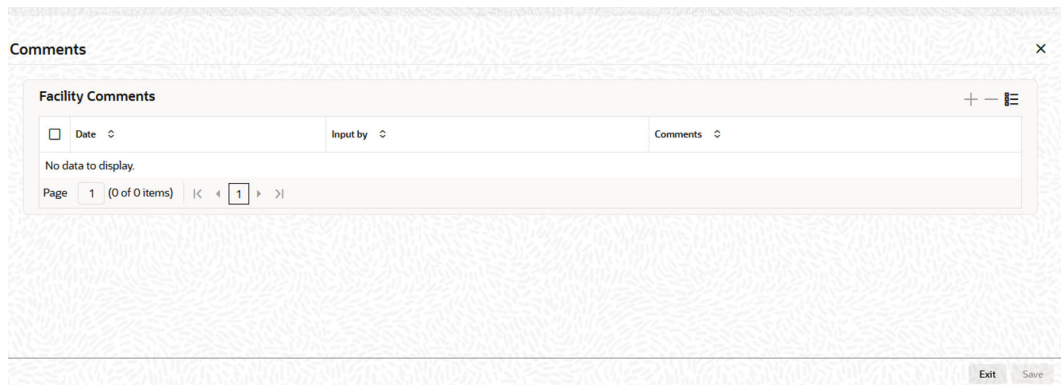 Comments
Facility Comments
Date Input by Comments
No data to display.
Page 1 (0 of 0 items) 1
Exit Save